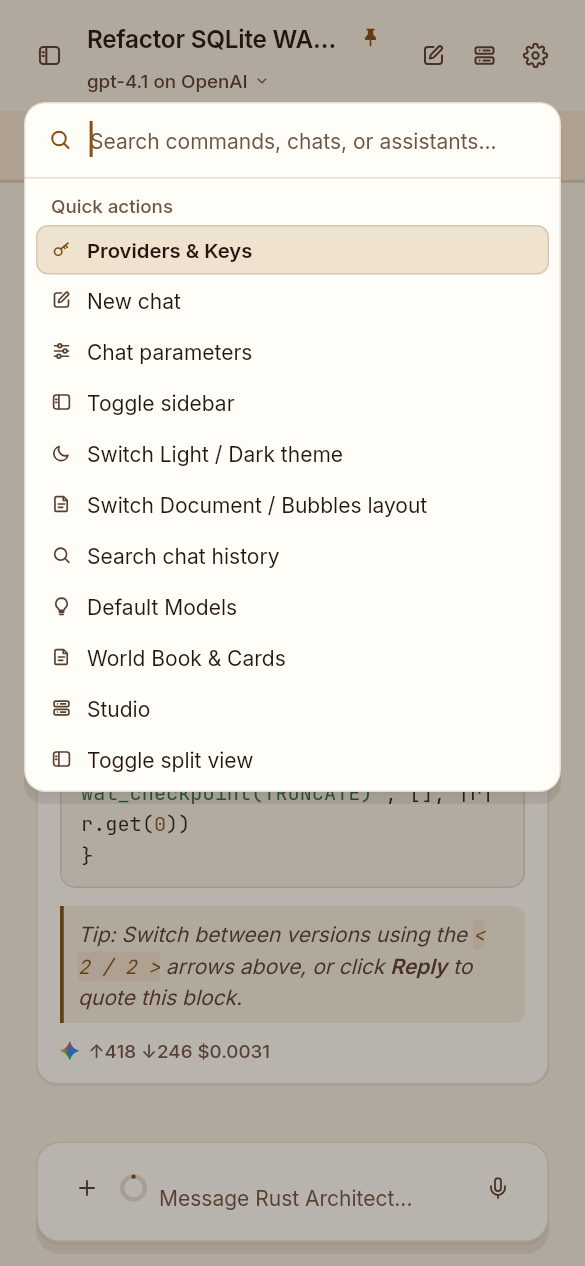 Refactor SQLite WA...
gpt-4.1 on OpenAI
Search commands, chats, or assistants...
Quick actions
Providers & Keys
New chat
Chat parameters
Toggle sidebar
Switch Light / Dark theme
Switch Document / Bubbles layout
Search chat history
Default Models
World Book & Cards
Studio
Toggle split view
wal_checkpoint(TRUNCATE)", [], |r|
r.get(0))
}
Tip: Switch between versions using the <
2 / 2 > arrows above, or click Reply to
quote this block.
↑418 ↓246 $0.0031
Message Rust Architect...